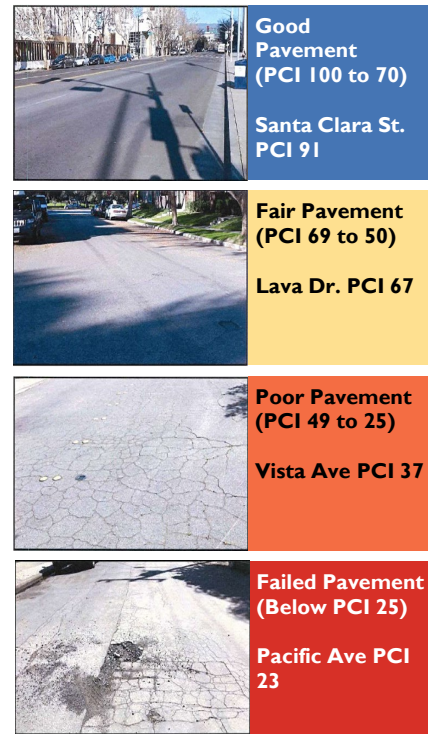 Good
Pavement
(PCI 100 to 70)
Santa Clara St.
PCI 91
Fair Pavement
(PCI 69 to 50)
Lava Dr. PCI 67
Poor Pavement
(PCI 49 to 25)
Vista Ave PCI 37
Failed Pavement
(Below PCI 25)
Pacific Ave PCI
23